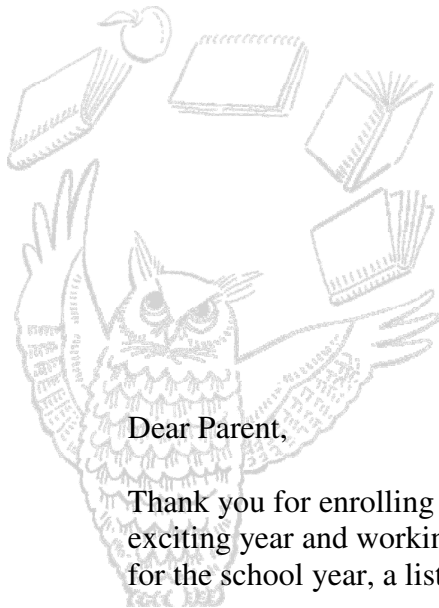 Dear Parent,
Thank you for enrolling
exciting year and workin
for the school year, a list